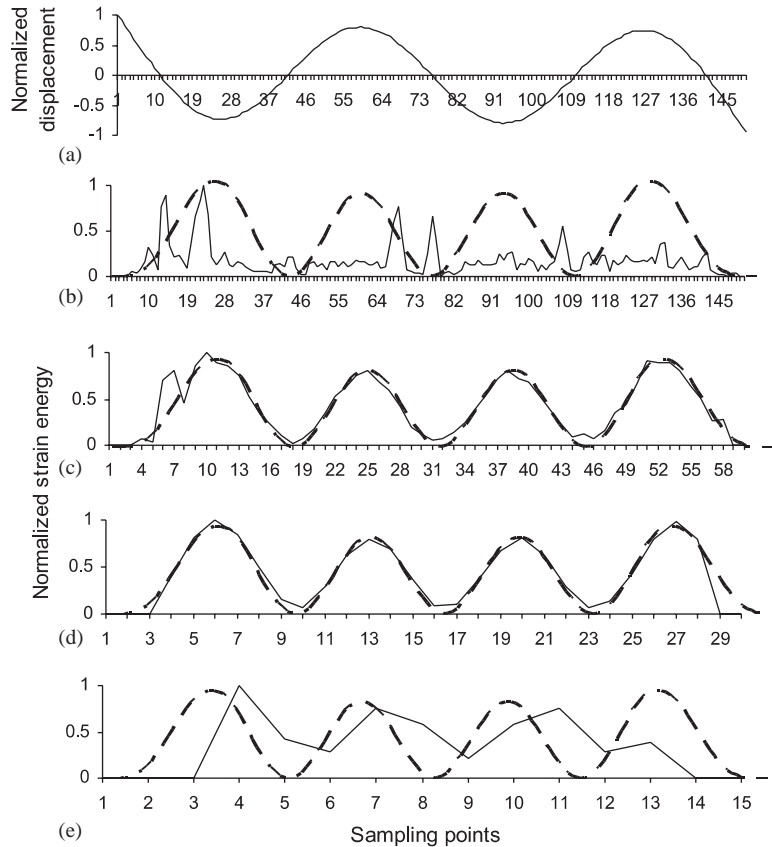 Normalized
displacement
1
0.5
0
-0.5
-1
1 10 19 28 37 46 55 64 73 82 91 100 109 118 127 136 145
(a)
1
0.5
0
1 10 19 28 37 46 55 64 73 82 91 100 109 118 127 136 145
(b)
Normalized strain energy
1
0.5
0
1 4 7 10 13 16 19 22 25 28 31 34 37 40 43 46 49 52 55 58
(c)
1
0.5
0
1 3 5 7 9 11 13 15 17 19 21 23 25 27 29
(d)
1
0.5
0
1 2 3 4 5 6 7 8 9 10 11 12 13 14 15
(e)
Sampling points